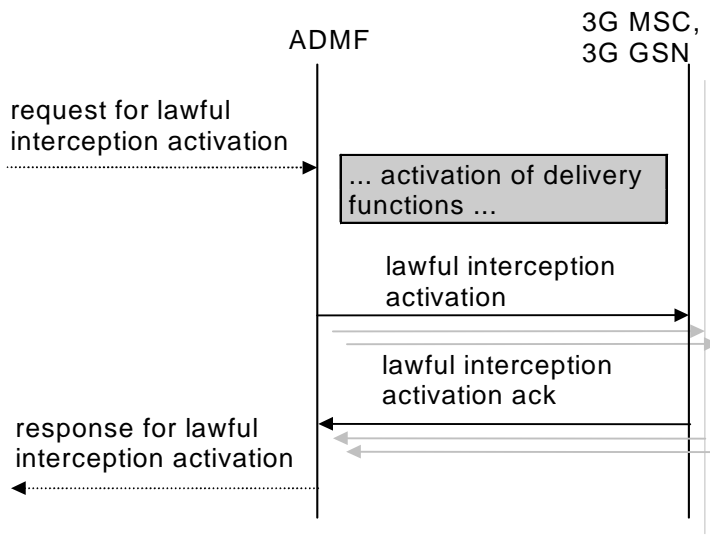 3G MSC,
ADMF
3G GSN
request for lawful
interception activation
... activation of delivery
functions ...
lawful interception
activation
lawful interception
activation ack
response for lawful
interception activation